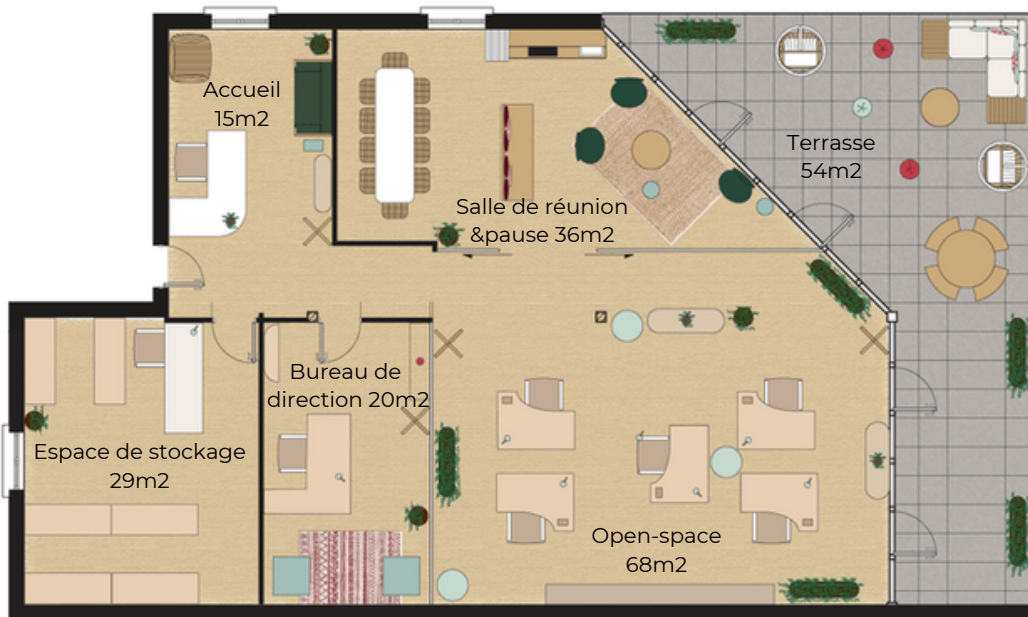 Accueil
15m2
Terrasse
54m2
Salle de réunion
&pause 36m2
Bureau de
direction 20m2
Espace de stockage
29m2
Open-space
68m2